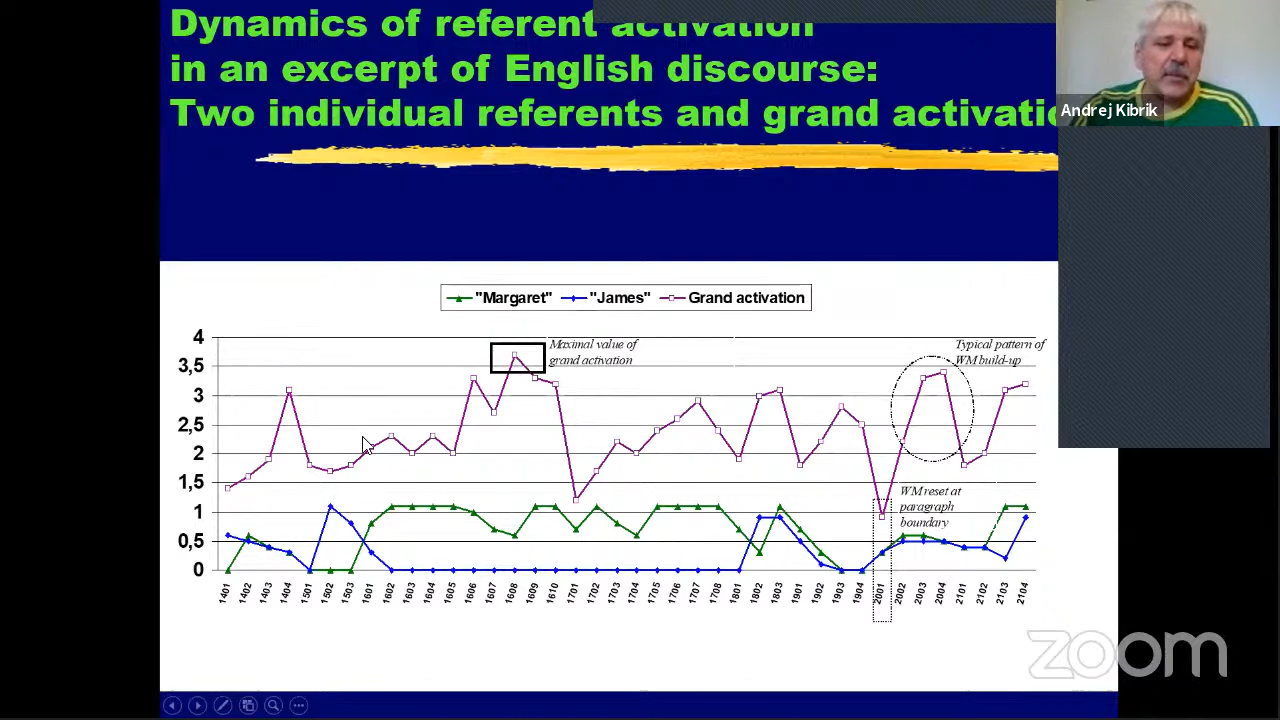 Dynamics of referent activation
in an excerpt of English discourse:
Two individual referents and grand activatio
Andrej Kibrik
"Margaret" "James" Grand activation
Maximal value of
grand activation
Typical pattern of
WM build-up
WM reset at
paragraph
boundary
4
3,5
3
2,5
2
1,5
1
0,5
0
1401 1402 1403 1404 1501 1502 1503 1601 1602 1603 1604 1605 1606 1607 1608 1609 1610 1701 1702 1703 1704 1705 1706 1707 1708 1801 1802 1803 1901 1902 1903 1904 2001 2002 2003 2004 2101 2102 2103 2104
zoom